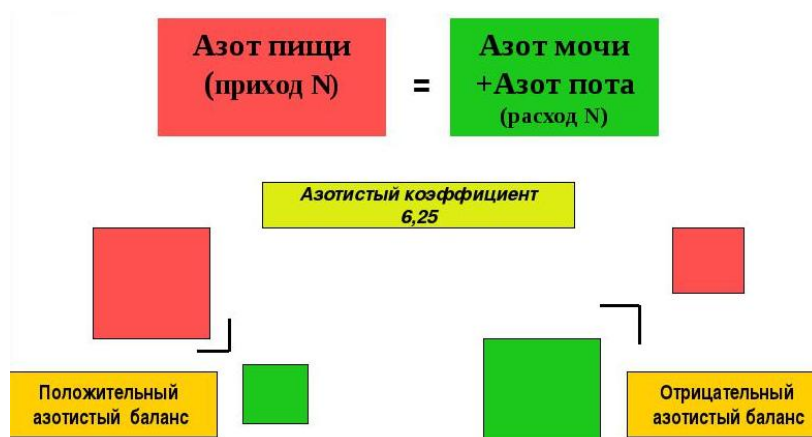 Азот пищи
(приход N)
=
Азот мочи
+Азот пота
(расход N)
Азотистый коэффициент
6,25
Положительный
азотистый баланс
Отрицательный
азотистый баланс